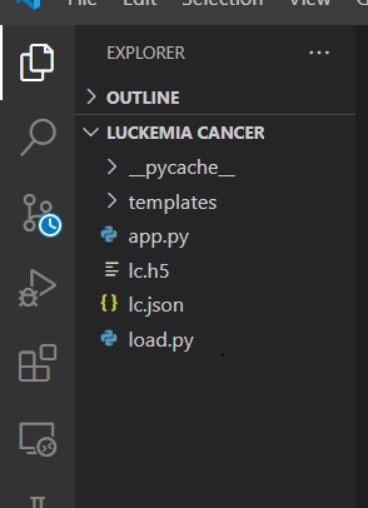 File Edit Selection View
EXPLORER
OUTLINE
LUCKEMIA CANCER
__pycache__
templates
app.py
lc.h5
lc.json
load.py